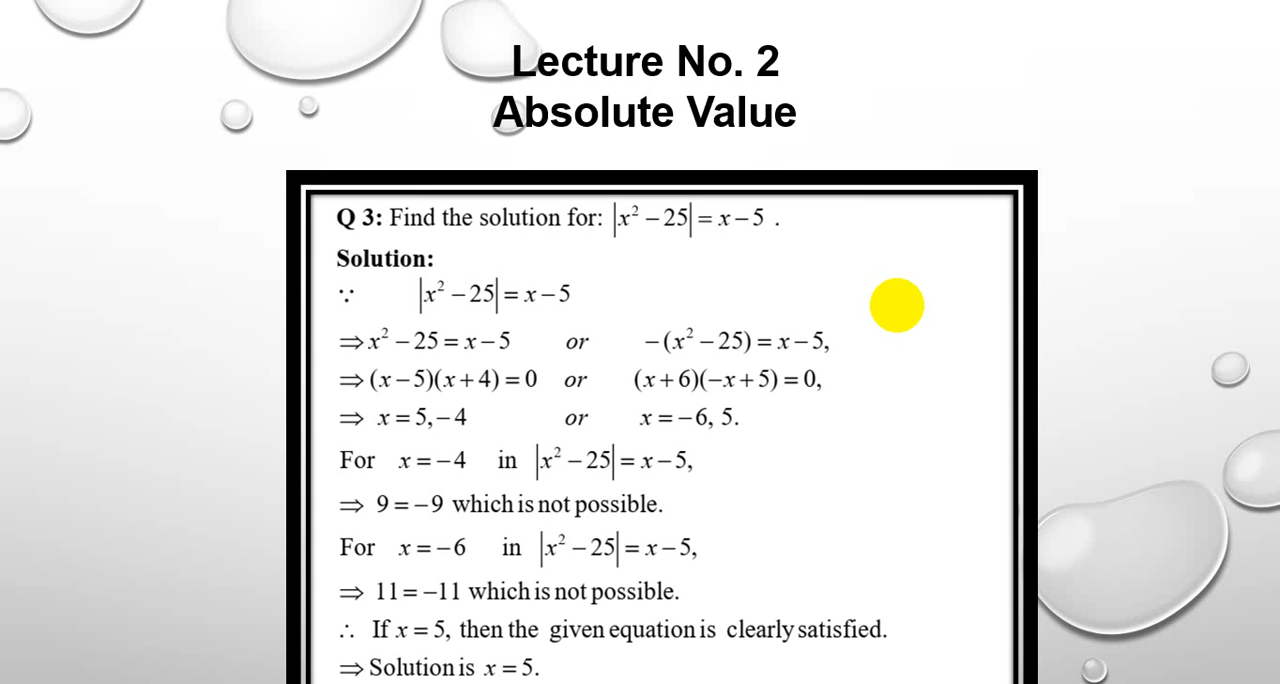 Lecture No. 2
Absolute Value
Q 3: Find the solution for: |x² − 25| = x − 5 .
Solution:
∵ |x² − 25| = x − 5
⇒ x² − 25 = x − 5 or −(x² − 25) = x − 5,
⇒ (x − 5)(x + 4) = 0 or (x + 6)(−x + 5) = 0,
⇒ x = 5, −4 or x = −6, 5.
For x = −4 in |x² − 25| = x − 5,
⇒ 9 = −9 which is not possible.
For x = −6 in |x² − 25| = x − 5,
⇒ 11 = −11 which is not possible.
∴ If x = 5, then the given equation is clearly satisfied.
⇒ Solution is x = 5.